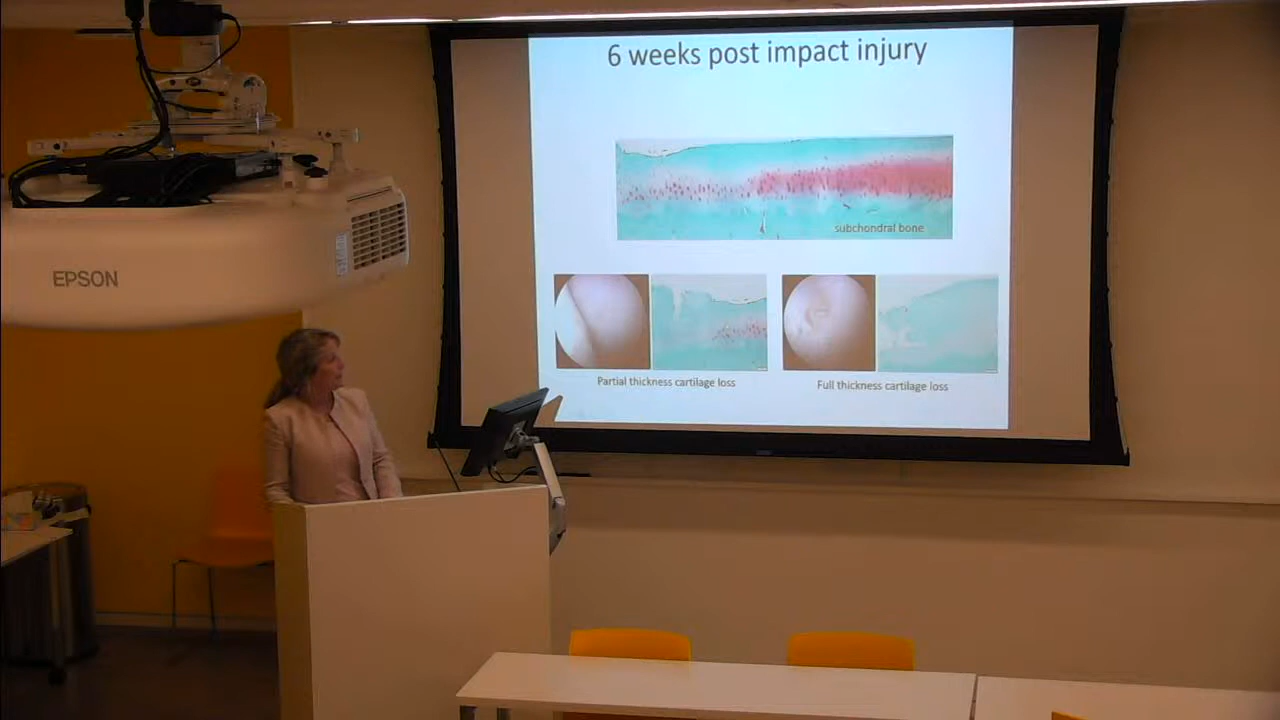 6 weeks post impact injury
subchondral bone
EPSON
Partial thickness cartilage loss
Full thickness cartilage loss